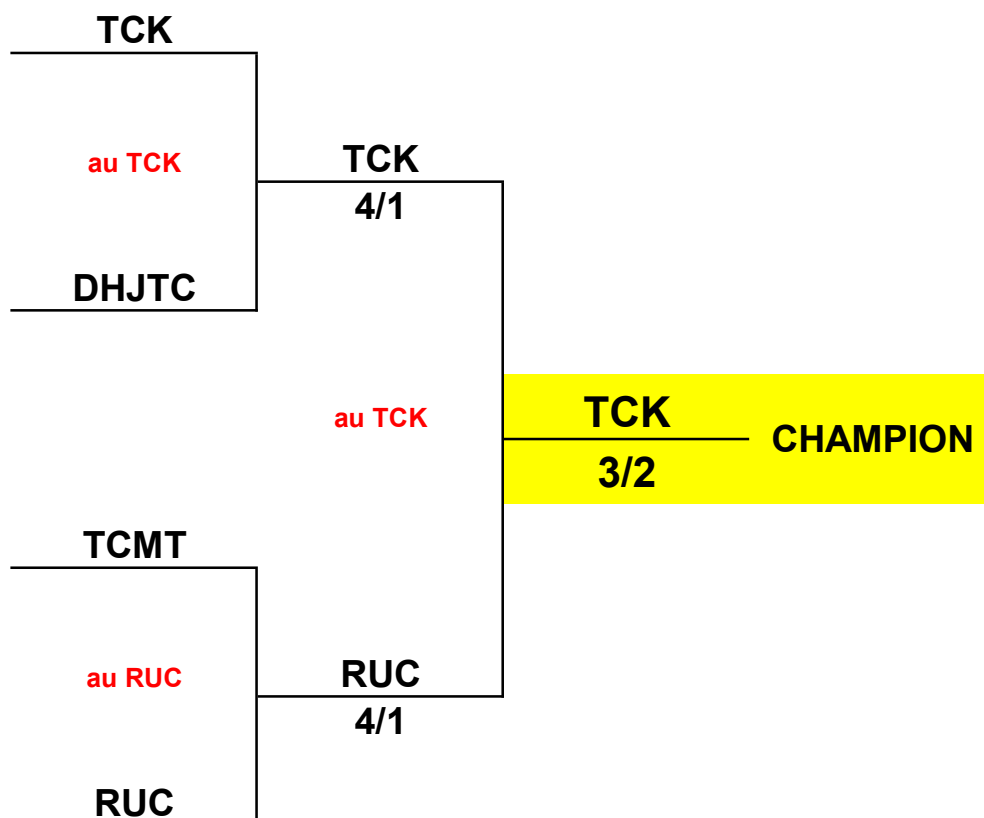 TCK
au TCK
TCK
4/1
DHJTC
au TCK
TCK
3/2
CHAMPION
TCMT
au RUC
RUC
4/1
RUC